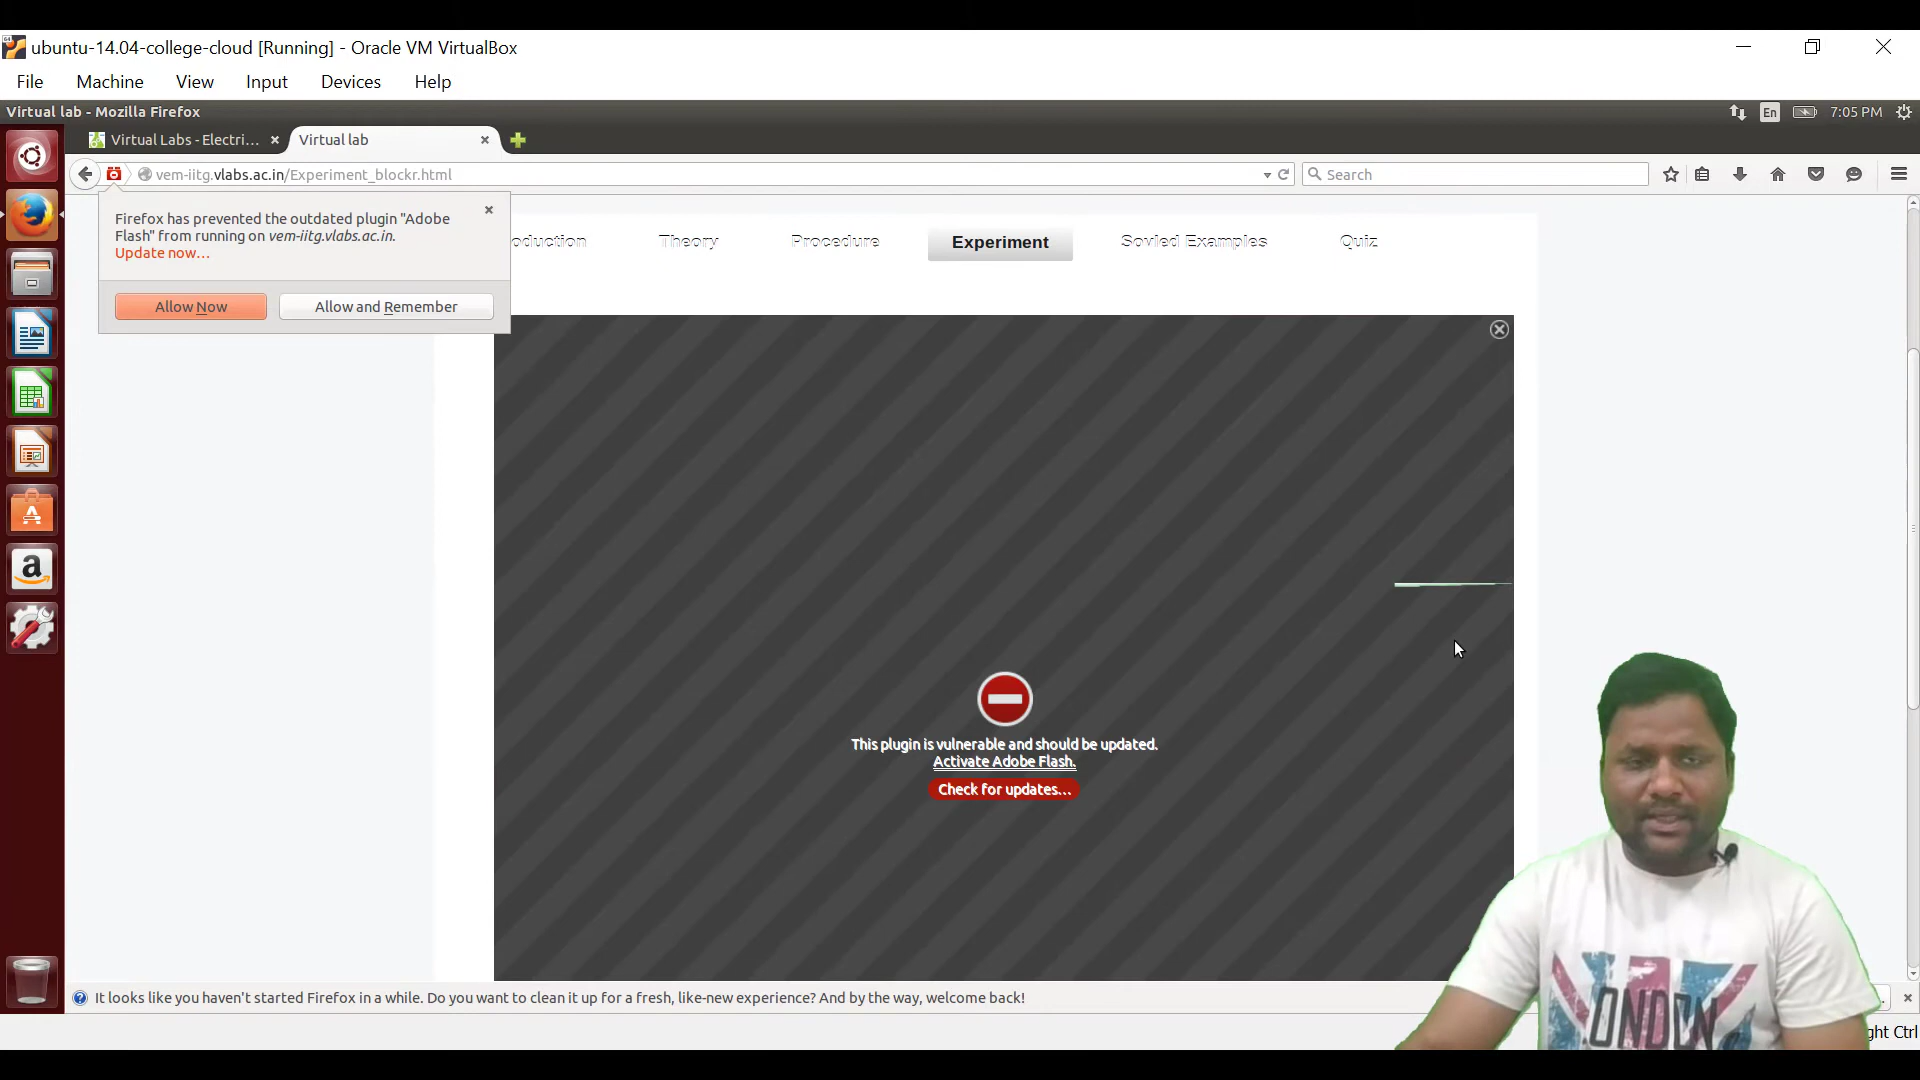 ubuntu-14.04-college-cloud [Running] - Oracle VM VirtualBox
File Machine View Input Devices Help
Virtual lab - Mozilla Firefox
En 7:05 PM
Virtual Labs - Electri...
Virtual lab
vem-iitg.vlabs.ac.in/Experiment_blockr.html
Search
Firefox has prevented the outdated plugin "Adobe
Flash" from running on vem-iitg.vlabs.ac.in.
Update now...
Allow Now
Allow and Remember
oduction Theory Procedure Experiment Sovled Examples Quiz
This plugin is vulnerable and should be updated.
Activate Adobe Flash.
Check for updates...
a
It looks like you haven't started Firefox in a while. Do you want to clean it up for a fresh, like-new experience? And by the way, welcome back!
ONDON
ght Ctrl